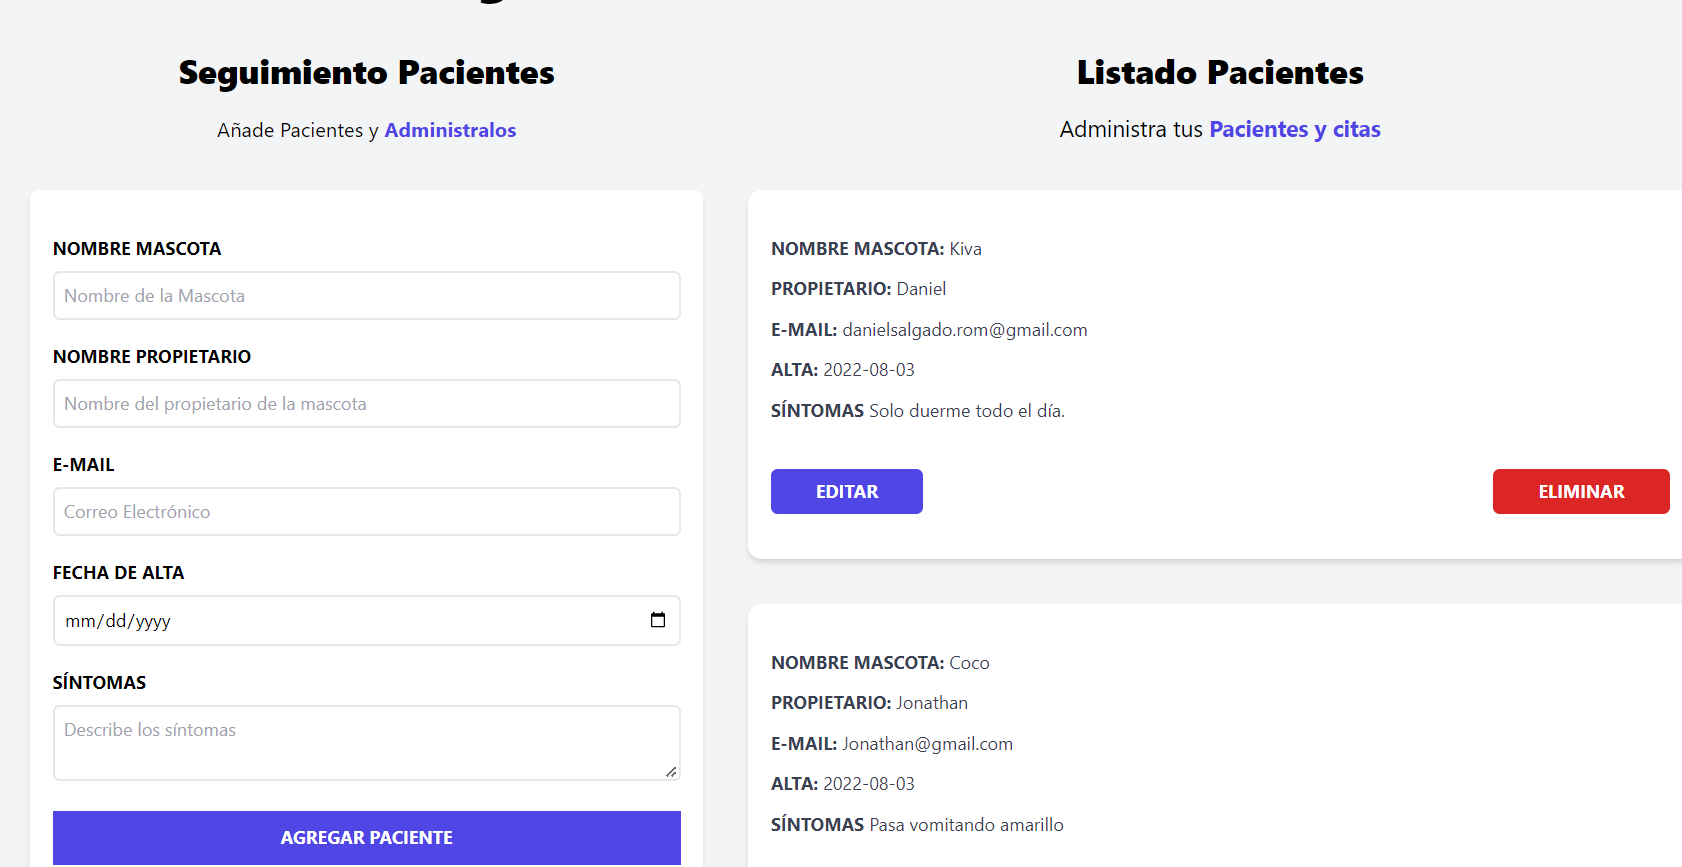 Seguimiento Pacientes
Añade Pacientes y Administralos
NOMBRE MASCOTA
Nombre de la Mascota
NOMBRE PROPIETARIO
Nombre del propietario de la mascota
E-MAIL
Correo Electrónico
FECHA DE ALTA
mm/dd/yyyy
SÍNTOMAS
Describe los síntomas
AGREGAR PACIENTE
Listado Pacientes
Administra tus Pacientes y citas
NOMBRE MASCOTA: Kiva
PROPIETARIO: Daniel
E-MAIL: danielsalgado.rom@gmail.com
ALTA: 2022-08-03
SÍNTOMAS Solo duerme todo el día.
EDITAR
ELIMINAR
NOMBRE MASCOTA: Coco
PROPIETARIO: Jonathan
E-MAIL: Jonathan@gmail.com
ALTA: 2022-08-03
SÍNTOMAS Pasa vomitando amarillo